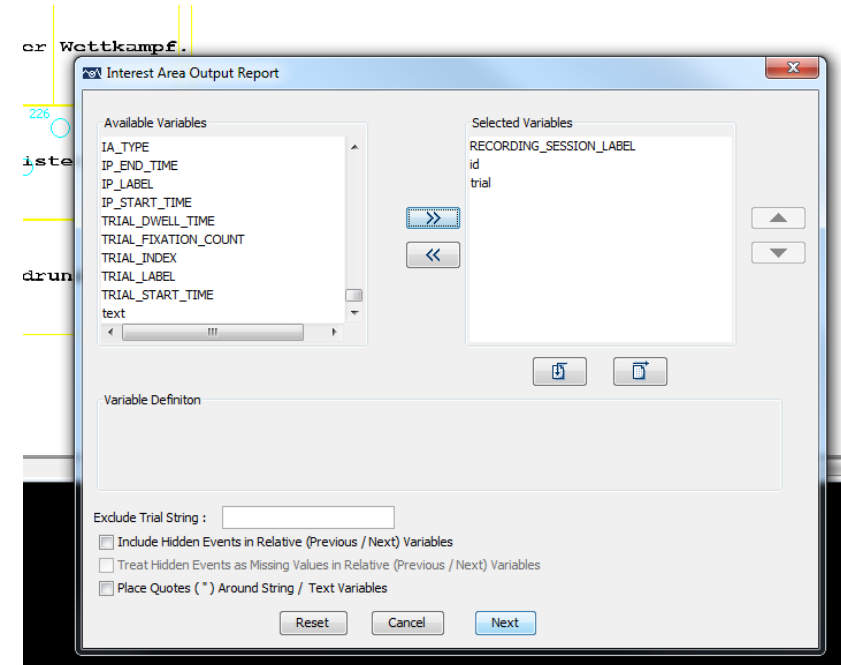 er Wettkampf.
Interest Area Output Report
226
iste
drun
Available Variables
IA_TYPE
IP_END_TIME
IP_LABEL
IP_START_TIME
TRIAL_DWELL_TIME
TRIAL_FIXATION_COUNT
TRIAL_INDEX
TRIAL_LABEL
TRIAL_START_TIME
text
Selected Variables
RECORDING_SESSION_LABEL
id
trial
Variable Definiton
Exclude Trial String :
Include Hidden Events in Relative (Previous / Next) Variables
Treat Hidden Events as Missing Values in Relative (Previous / Next) Variables
Place Quotes ( " ) Around String / Text Variables
Reset Cancel Next